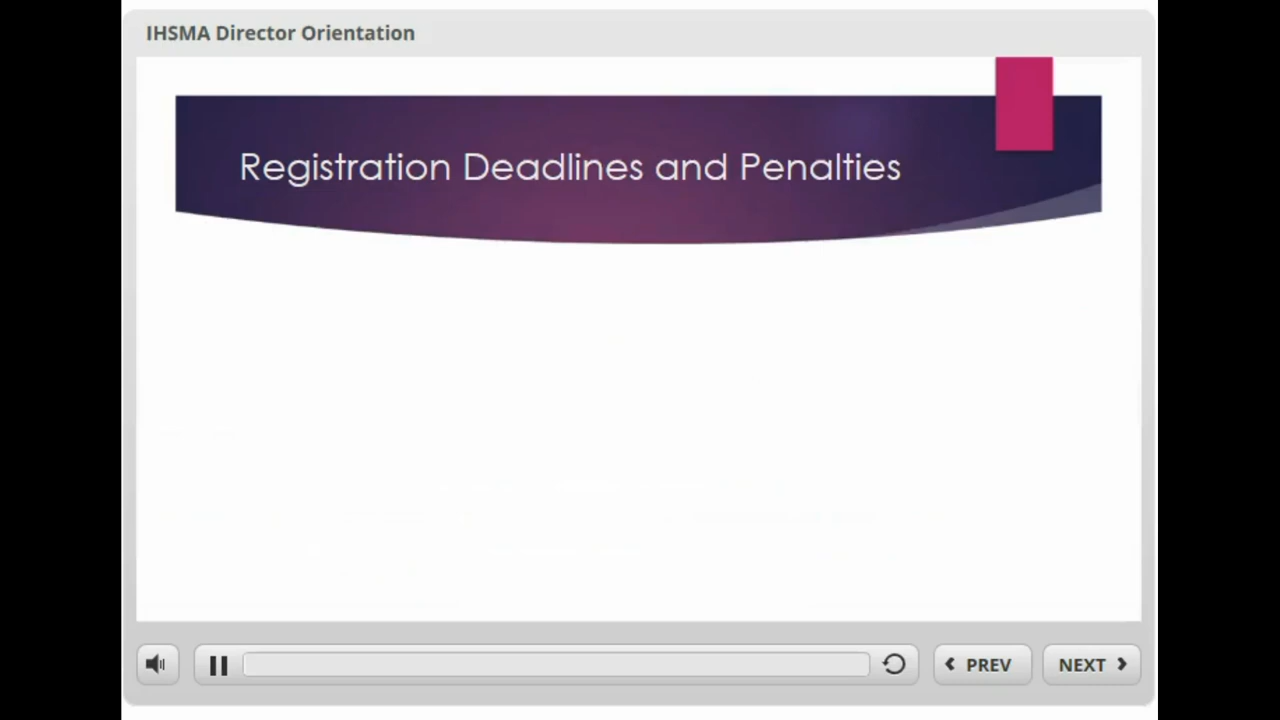 IHSMA Director Orientation
Registration Deadlines and Penalties
PREV
NEXT